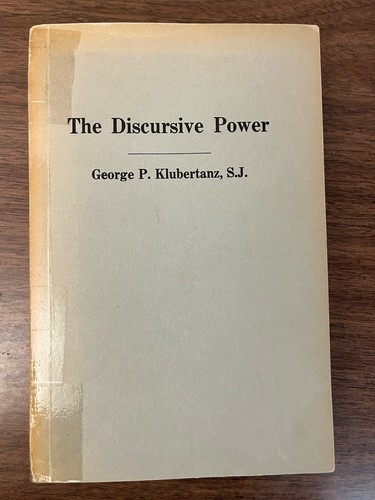 The Discursive Power
George P. Klubertanz, S.J.